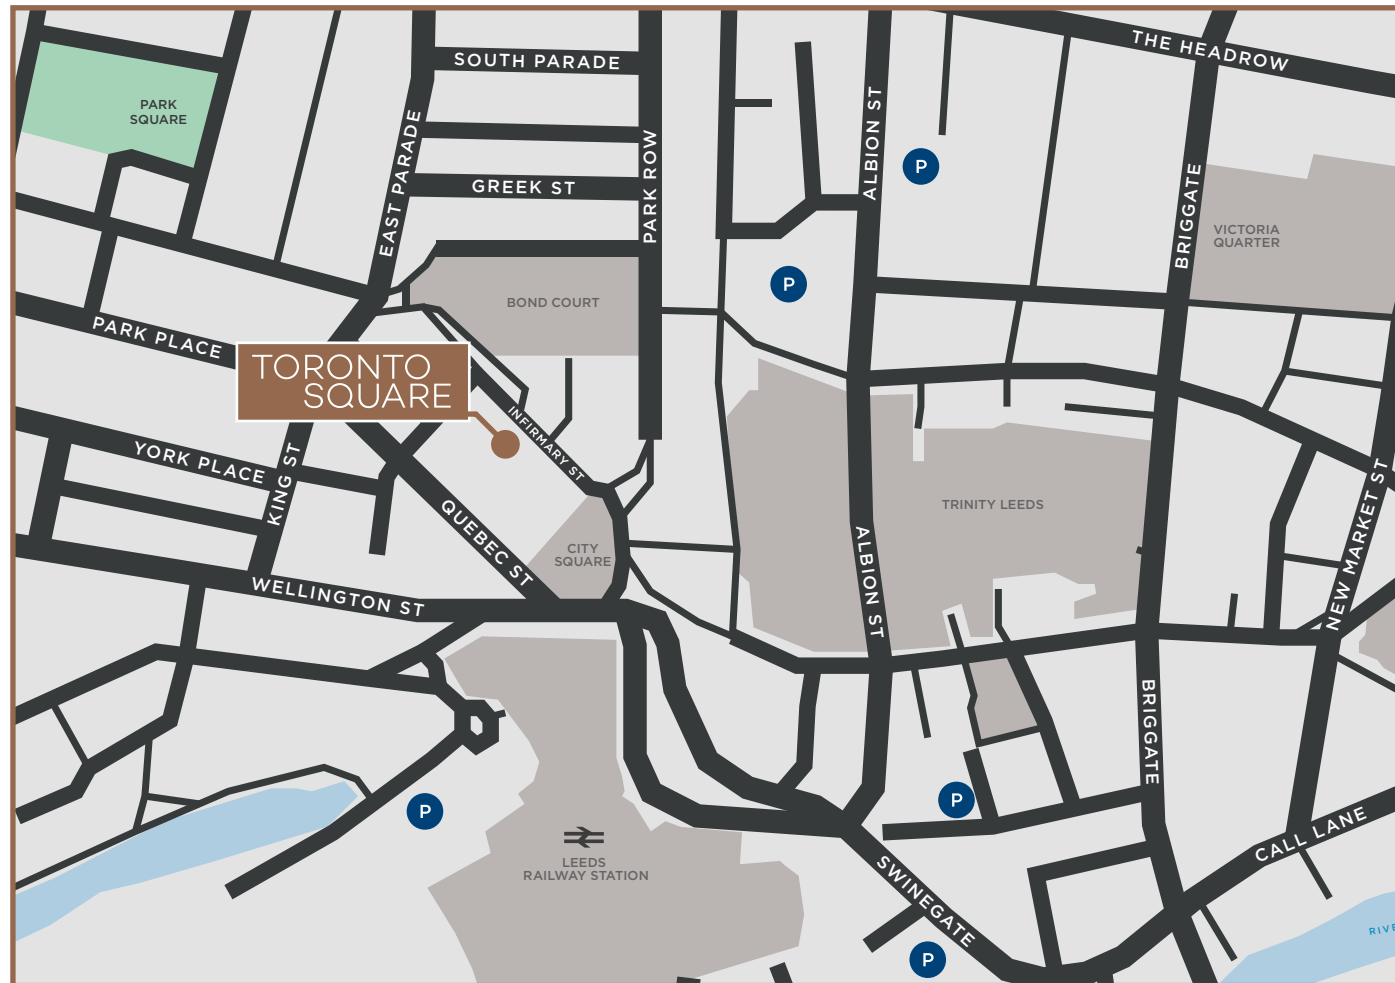 THE HEADROW
SOUTH PARADE
PARK
SQUARE
EAST PARADE
GREEK ST
PARK ROW
ALBION ST
P
BRIGGATE
VICTORIA
QUARTER
P
BOND COURT
PARK PLACE
TORONTO
SQUARE
INFIRMARY ST
YORK PLACE
KING ST
QUEBEC ST
CITY
SQUARE
TRINITY LEEDS
NEW MARKET ST
ALBION ST
WELLINGTON ST
BRIGGATE
P
P
LEEDS
RAILWAY STATION
CALL LANE
SWINEGATE
P